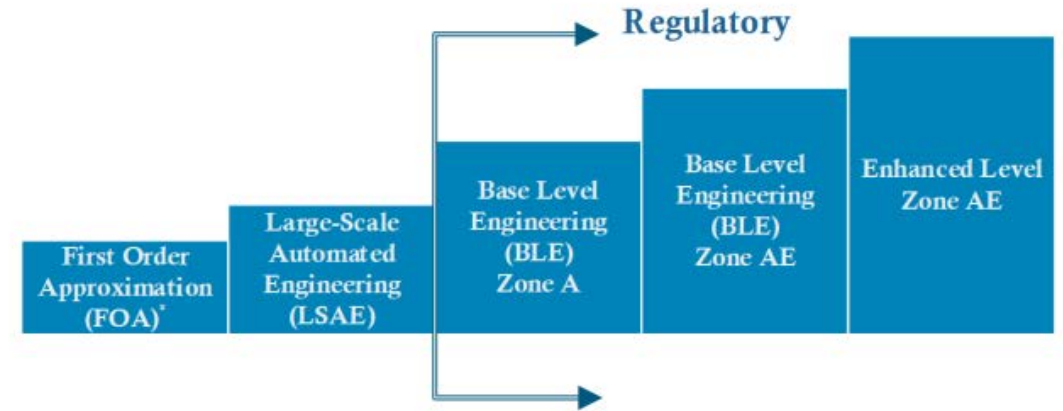 Regulatory
First Order
Approximation
(FOA)*
Large-Scale
Automated
Engineering
(LSAE)
Base Level
Engineering
(BLE)
Zone A
Base Level
Engineering
(BLE)
Zone AE
Enhanced Level
Zone AE